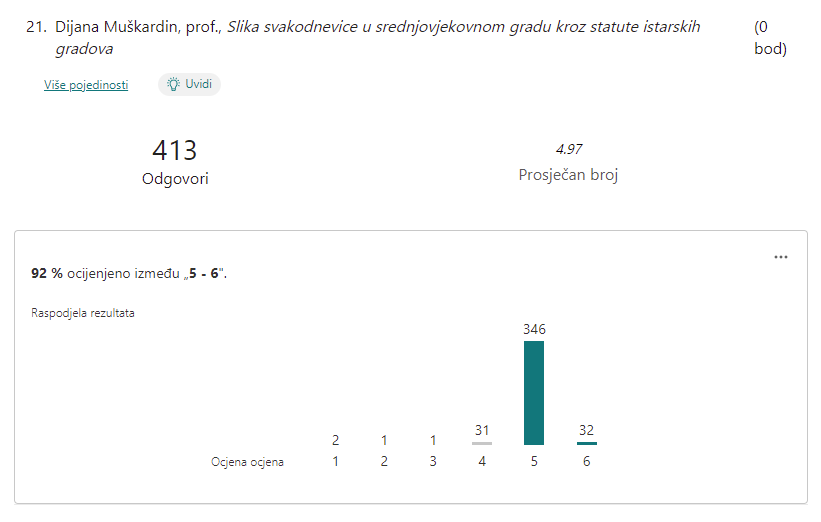 21. Dijana Muškardin, prof., Slika svakodnevice u srednjovjekovnom gradu kroz statute istarskih (0
gradova bod)
Više pojedinosti Uvidi
413 4.97
Odgovori Prosječan broj
92 % ocijenjeno između „5 - 6“.
Raspodjela rezultata
346
31 32
2 1 1
Ocjena ocjena 1 2 3 4 5 6